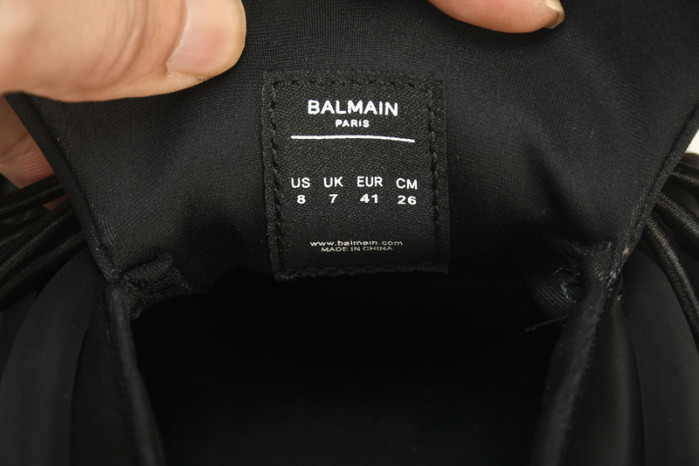 BALMAIN
PARIS
US UK EUR CM
8 7 41 26
www.balmain.com
MADE IN CHINA